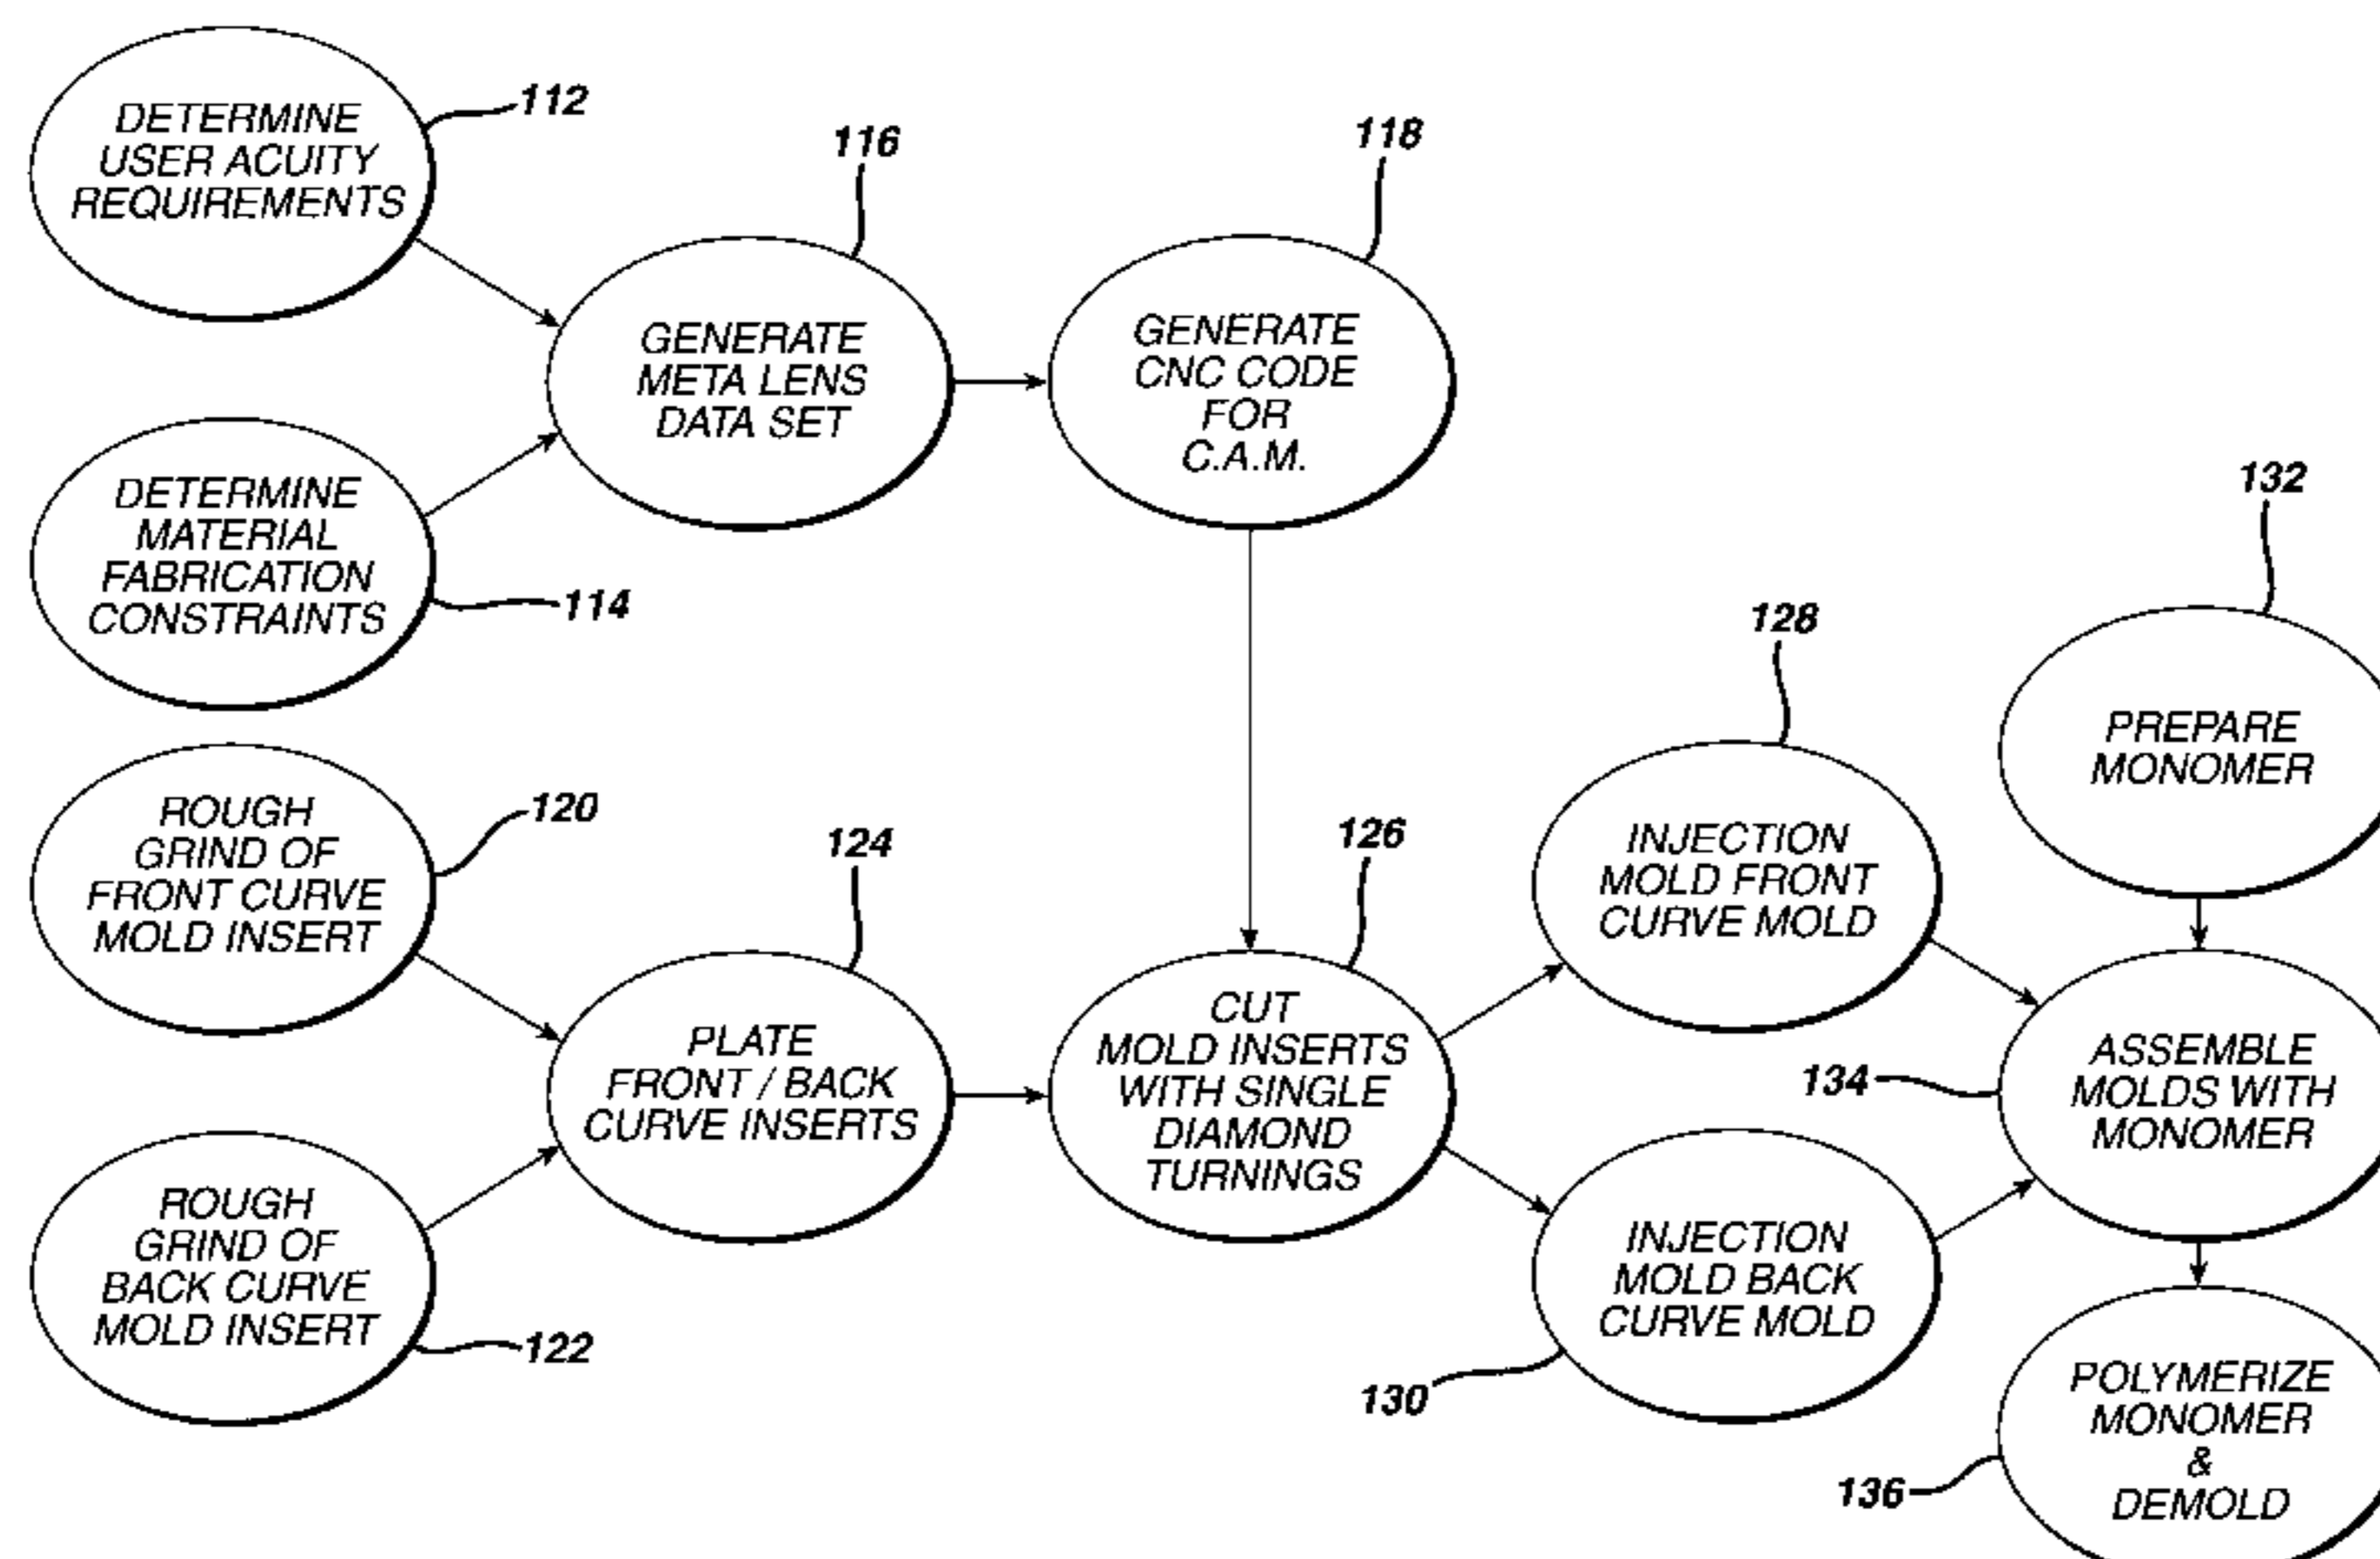 DETERMINE
USER ACUITY
REQUIREMENTS
112
DETERMINE
MATERIAL
FABRICATION
CONSTRAINTS
114
GENERATE
META LENS
DATA SET
116
GENERATE
CNC CODE
FOR
C.A.M.
118
ROUGH
GRIND OF
FRONT CURVE
MOLD INSERT
120
ROUGH
GRIND OF
BACK CURVE
MOLD INSERT
122
PLATE
FRONT / BACK
CURVE INSERTS
124
CUT
MOLD INSERTS
WITH SINGLE
DIAMOND
TURNINGS
126
INJECTION
MOLD FRONT
CURVE MOLD
128
INJECTION
MOLD BACK
CURVE MOLD
130
PREPARE
MONOMER
132
ASSEMBLE
MOLDS WITH
MONOMER
134
POLYMERIZE
MONOMER
&
DEMOLD
136